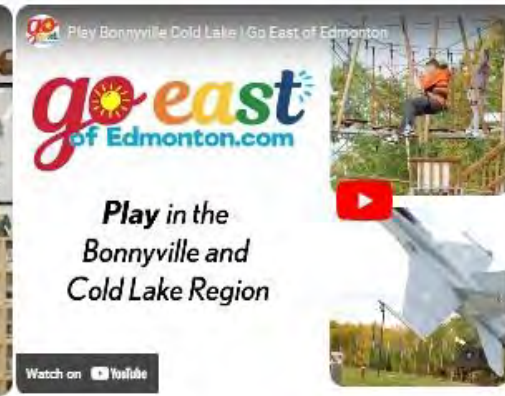 Play Bonnyville Cold Lake | Go East of Edmonton
go east
of Edmonton.com
Play in the
Bonnyville and
Cold Lake Region
Watch on YouTube